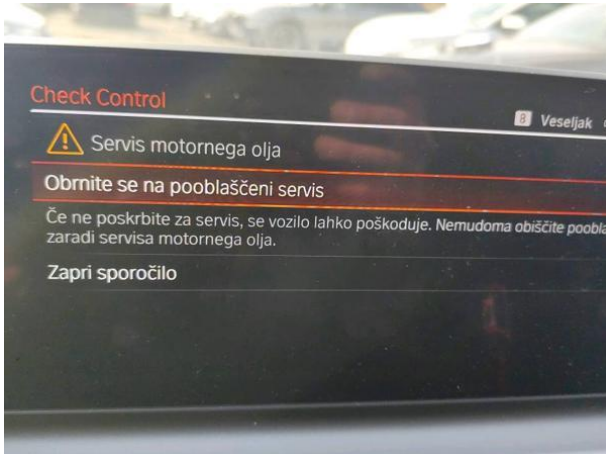 Check Control
8 Veseljak
Servis motornega olja
Obrnite se na pooblaščeni servis
Če ne poskrbite za servis, se vozilo lahko poškoduje. Nemudoma obiščite
zaradi servisa motornega olja.
Zapri sporočilo